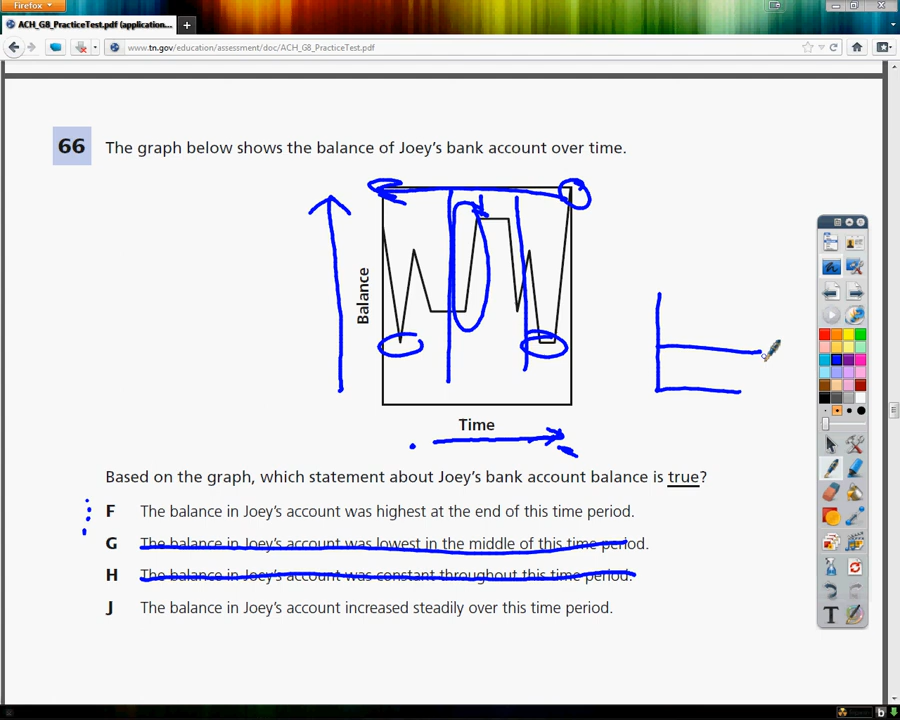 Firefox
ACH_G8_PracticeTest.pdf (application...
www.tn.gov/education/assessment/doc/ACH_G8_PracticeTest.pdf
66
The graph below shows the balance of Joey's bank account over time.
Balance
Time
Based on the graph, which statement about Joey's bank account balance is true?
F The balance in Joey's account was highest at the end of this time period.
G The balance in Joey's account was lowest in the middle of this time period.
H The balance in Joey's account was constant throughout this time period.
J The balance in Joey's account increased steadily over this time period.
T